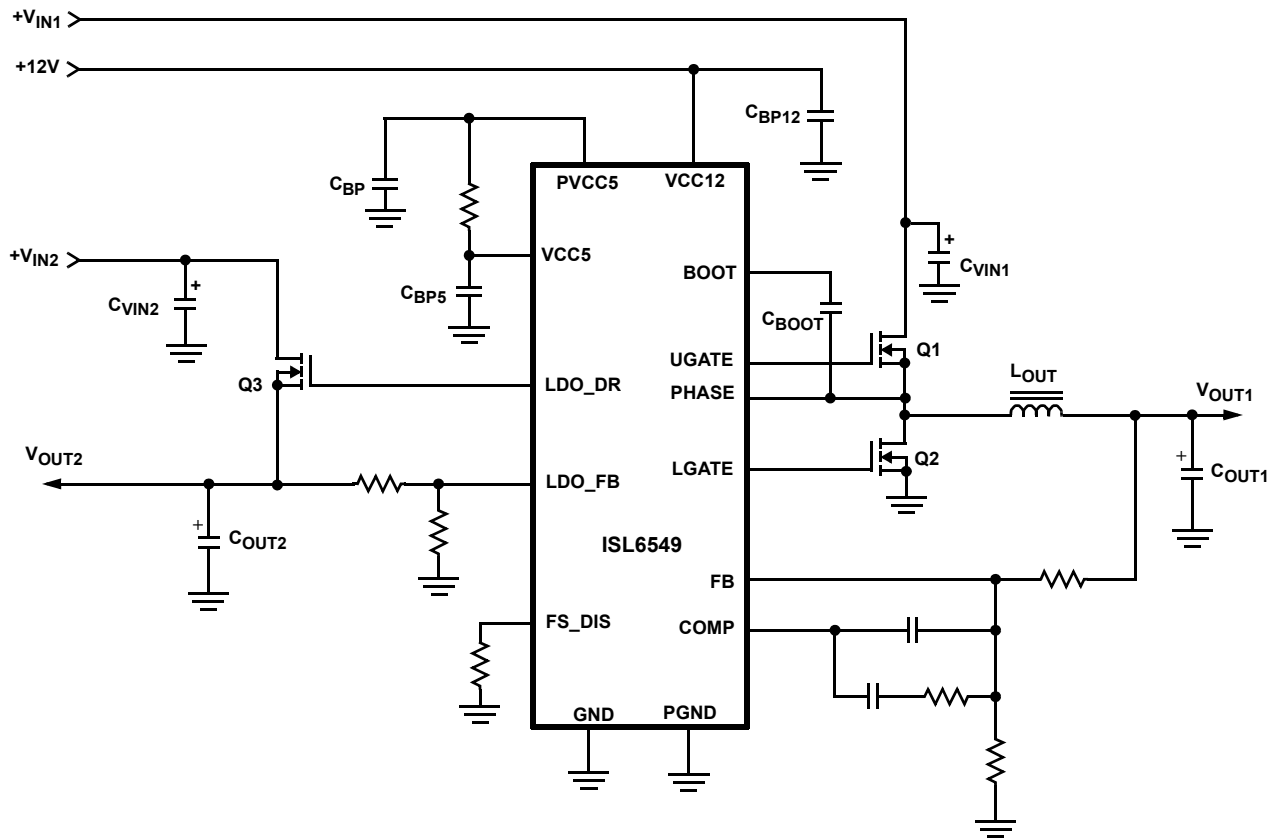 +VIN1
+12V
CBP12
CBP
PVCC5
VCC12
+VIN2
VCC5
+
BOOT
CVIN1
+
CVIN2
CBP5
CBOOT
UGATE
Q1
Q3
LDO_DR
PHASE
LOUT
VOUT1
VOUT2
LDO_FB
LGATE
Q2
+
COUT1
+
COUT2
ISL6549
FB
FS_DIS
COMP
GND
PGND